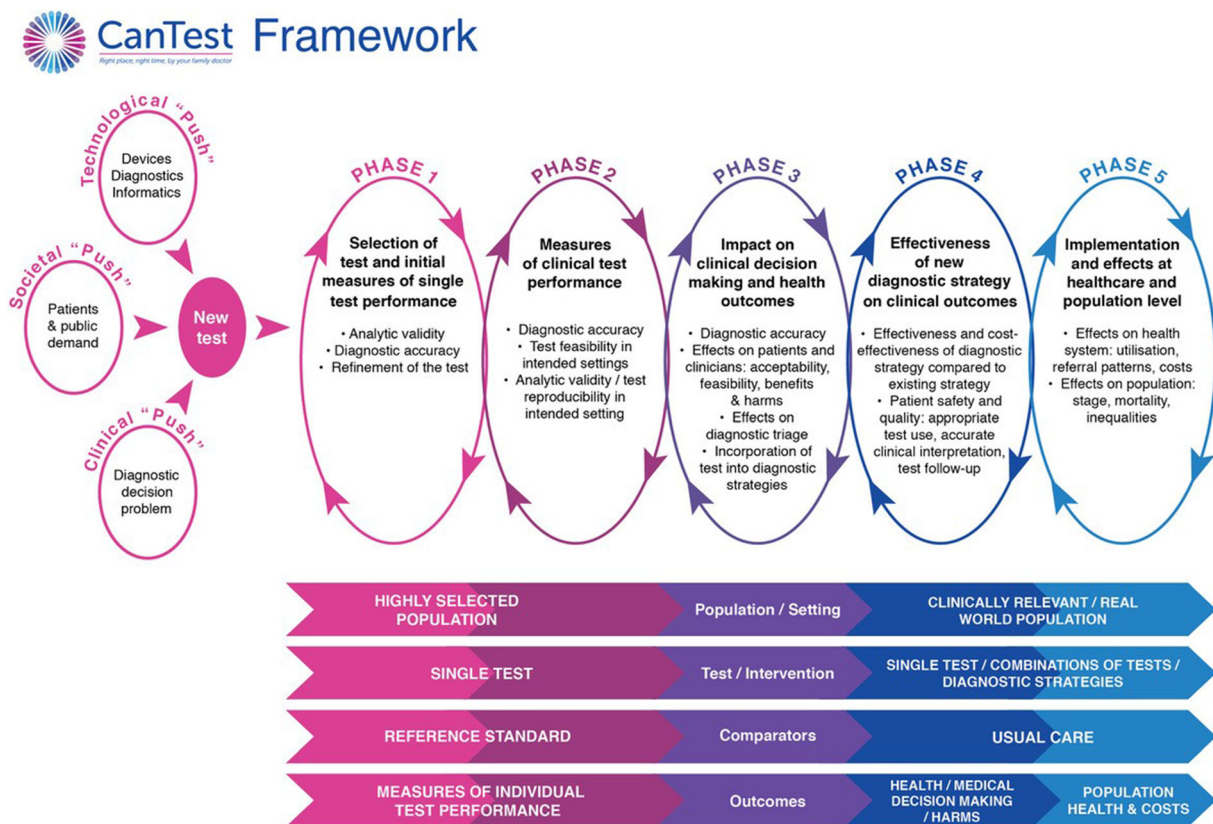 CanTest Framework
Right place, right time, by your family doctor
Technological "Push"
Devices
Diagnostics
Informatics
Societal "Push"
Patients
& public
demand
Clinical "Push"
Diagnostic
decision
problem
New
test
PHASE 1
Selection of
test and initial
measures of single
test performance
• Analytic validity
• Diagnostic accuracy
• Refinement of the test
PHASE 2
Measures
of clinical test
performance
• Diagnostic accuracy
• Test feasibility in
intended settings
• Analytic validity / test
reproducibility in
intended setting
PHASE 3
Impact on
clinical decision
making and health
outcomes
• Diagnostic accuracy
• Effects on patients and
clinicians: acceptability,
feasibility, benefits
& harms
• Effects on
diagnostic triage
• Incorporation of
test into diagnostic
strategies
PHASE 4
Effectiveness
of new
diagnostic strategy
on clinical outcomes
• Effectiveness and cost-
effectiveness of diagnostic
strategy compared to
existing strategy
• Patient safety and
quality: appropriate
test use, accurate
clinical interpretation,
test follow-up
PHASE 5
Implementation
and effects at
healthcare and
population level
• Effects on health
system: utilisation,
referral patterns, costs
• Effects on population:
stage, mortality,
inequalities
HIGHLY SELECTED
POPULATION
Population / Setting
CLINICALLY RELEVANT / REAL
WORLD POPULATION
SINGLE TEST
Test / Intervention
SINGLE TEST / COMBINATIONS OF TESTS /
DIAGNOSTIC STRATEGIES
REFERENCE STANDARD
Comparators
USUAL CARE
MEASURES OF INDIVIDUAL
TEST PERFORMANCE
Outcomes
HEALTH / MEDICAL
DECISION MAKING
/ HARMS
POPULATION
HEALTH & COSTS